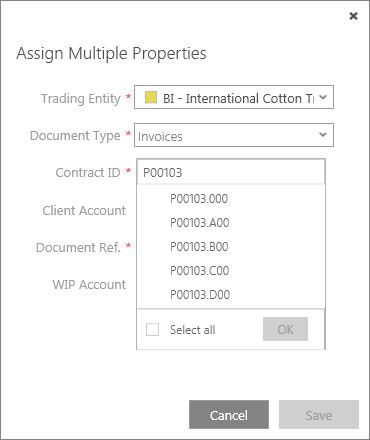 Assign Multiple Properties
Trading Entity * BI - International Cotton T
Document Type * Invoices
Contract ID * P00103
P00103.000
Client Account
P00103.A00
P00103.B00
Document Ref. *
P00103.C00
WIP Account
P00103.D00
Select all OK
Cancel Save